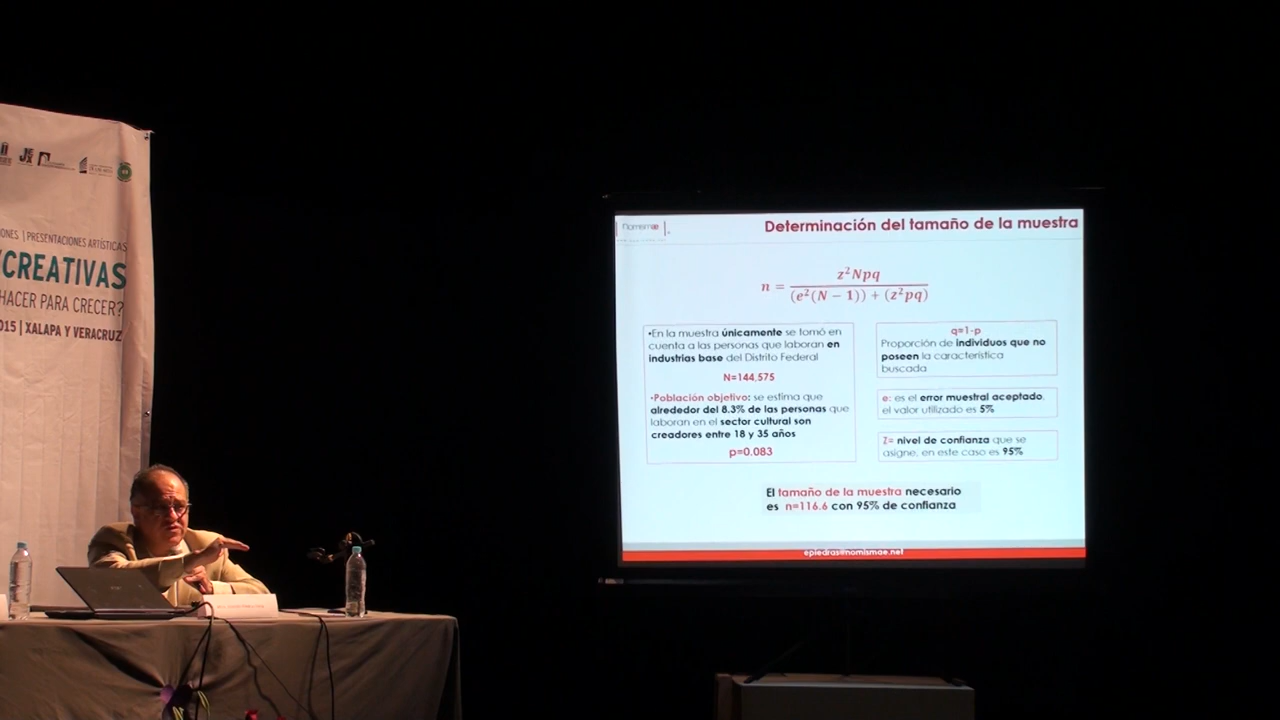 JEX
ONES | PRESENTACIONES ARTÍSTICAS
CREATIVAS
HACER PARA CRECER?
015 | XALAPA Y VERACRUZ
nomismæ
Determinación del tamaño de la muestra
n = z²Npq / (e²(N − 1)) + (z²pq)
•En la muestra únicamente se tomó en
cuenta a las personas que laboran en
industrias base del Distrito Federal
N=144,575
•Población objetivo: se estima que
alrededor del 8.3% de las personas que
laboran en el sector cultural son
creadores entre 18 y 35 años
p=0.083
q=1-p
Proporción de individuos que no
poseen la característica
buscada
e: es el error muestral aceptado,
el valor utilizado es 5%
Z= nivel de confianza que se
asigne, en este caso es 95%
El tamaño de la muestra necesario
es n=116.6 con 95% de confianza
epiedras@nomismae.net